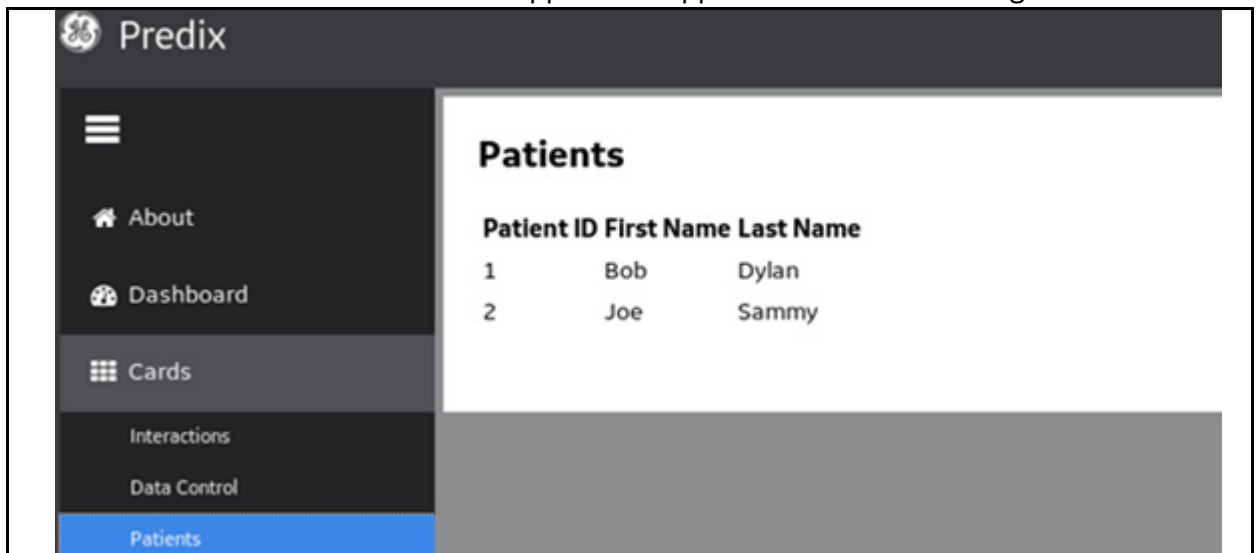 Predix
About
Dashboard
Cards
Interactions
Data Control
Patients
Patients
Patient ID First Name Last Name
1 Bob Dylan
2 Joe Sammy